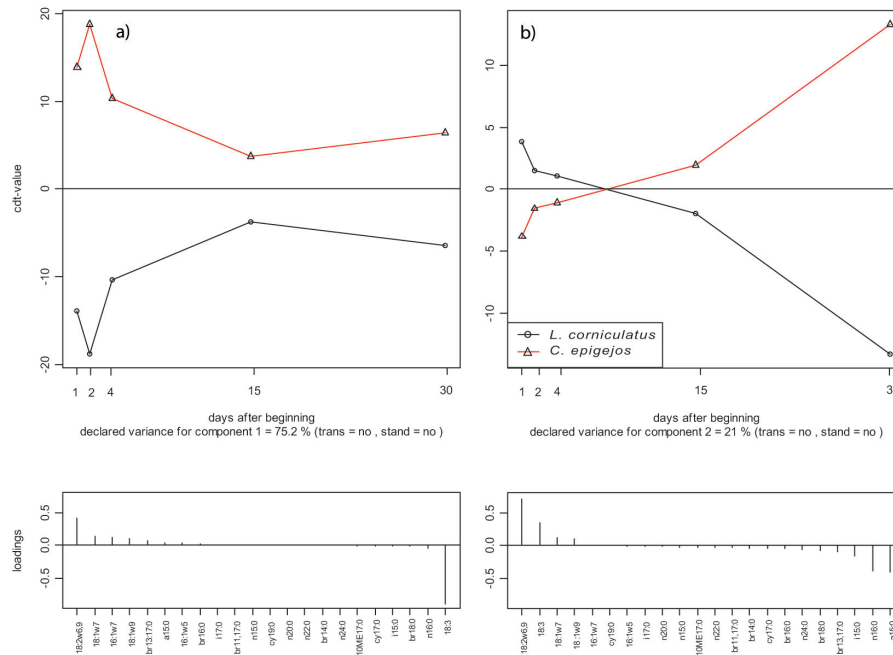 a)
20
10
0
-10
-20
cdt-value
1 2 4 15 30
days after beginning
declared variance for component 1 = 75.2 % (trans = no , stand = no )
b)
10
5
0
-5
-10
L. corniculatus
C. epigejos
1 2 4 15 3
days after beginning
declared variance for component 2 = 21 % (trans = no , stand = no )
loadings
0.5
0.0
-0.5
18:2w6,9
18:1w7
16:1w7
18:1w9
br13:17:0
a15:0
16:1w5
br16:0
i17:0
br11,17:0
n15:0
cy19:0
n20:0
n22:0
br14:0
n24:0
10ME17:0
cy17:0
i15:0
br18:0
n16:0
18:3
0.5
0.0
-0.5
18:2w6,9
18:3
18:1w7
18:1w9
16:1w7
16:1w5
i17:0
n20:0
n15:0
10ME17:0
n22:0
br11,17:0
br14:0
cy19:0
cy17:0
br16:0
n24:0
br18:0
br13,17:0
i15:0
n16:0